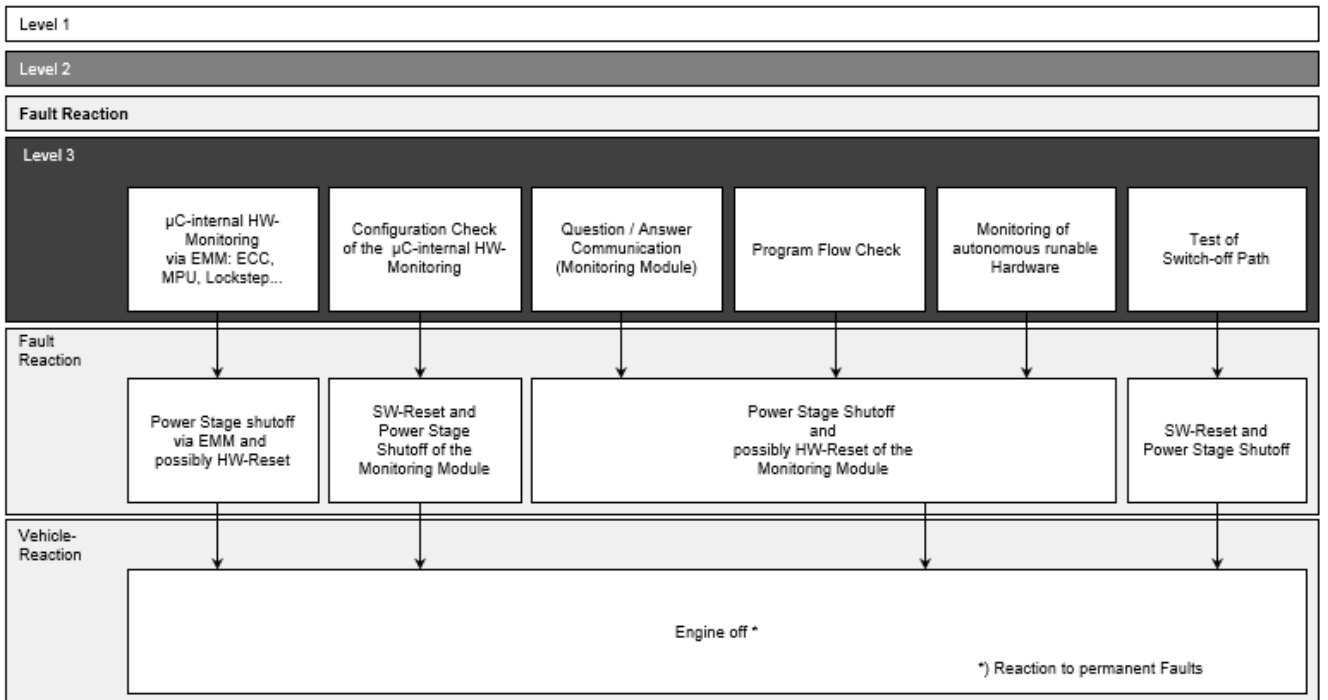 Level 1
Level 2
Fault Reaction
Level 3
µC-internal HW-
Monitoring
via EMM: ECC,
MPU, Lockstep...
Configuration Check
of the µC-internal HW-
Monitoring
Question / Answer
Communication
(Monitoring Module)
Program Flow Check
Monitoring of
autonomous runable
Hardware
Test of
Switch-off Path
Fault
Reaction
Power Stage shutoff
via EMM and
possibly HW-Reset
SW-Reset and
Power Stage
Shutoff of the
Monitoring Module
Power Stage Shutoff
and
possibly HW-Reset of the
Monitoring Module
SW-Reset and
Power Stage Shutoff
Vehicle-
Reaction
Engine off *
*) Reaction to permanent Faults